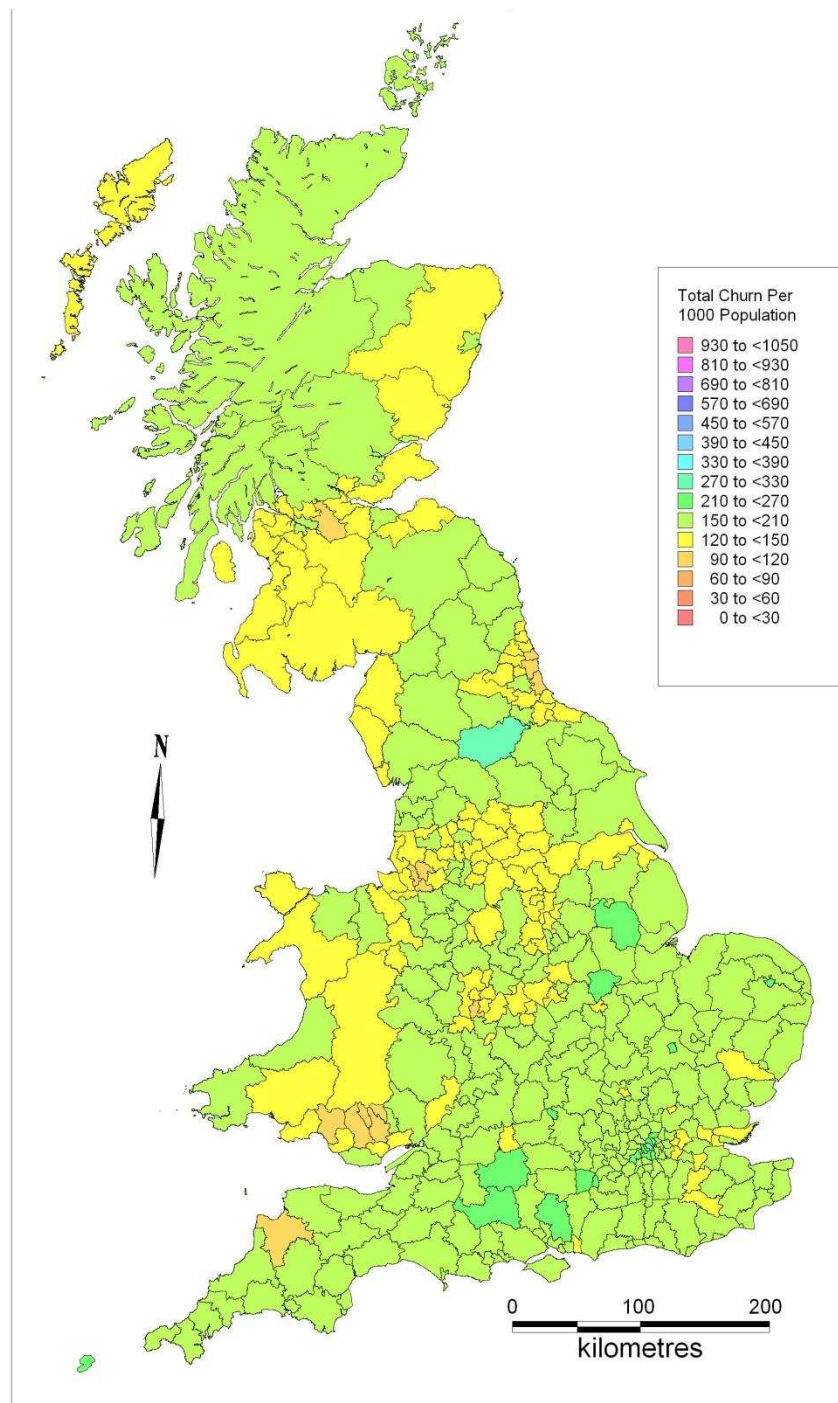 Total Churn Per
1000 Population
930 to <1050
810 to <930
690 to <810
570 to <690
450 to <570
390 to <450
330 to <390
270 to <330
210 to <270
150 to <210
120 to <150
90 to <120
60 to <90
30 to <60
0 to <30
N
0 100 200
kilometres